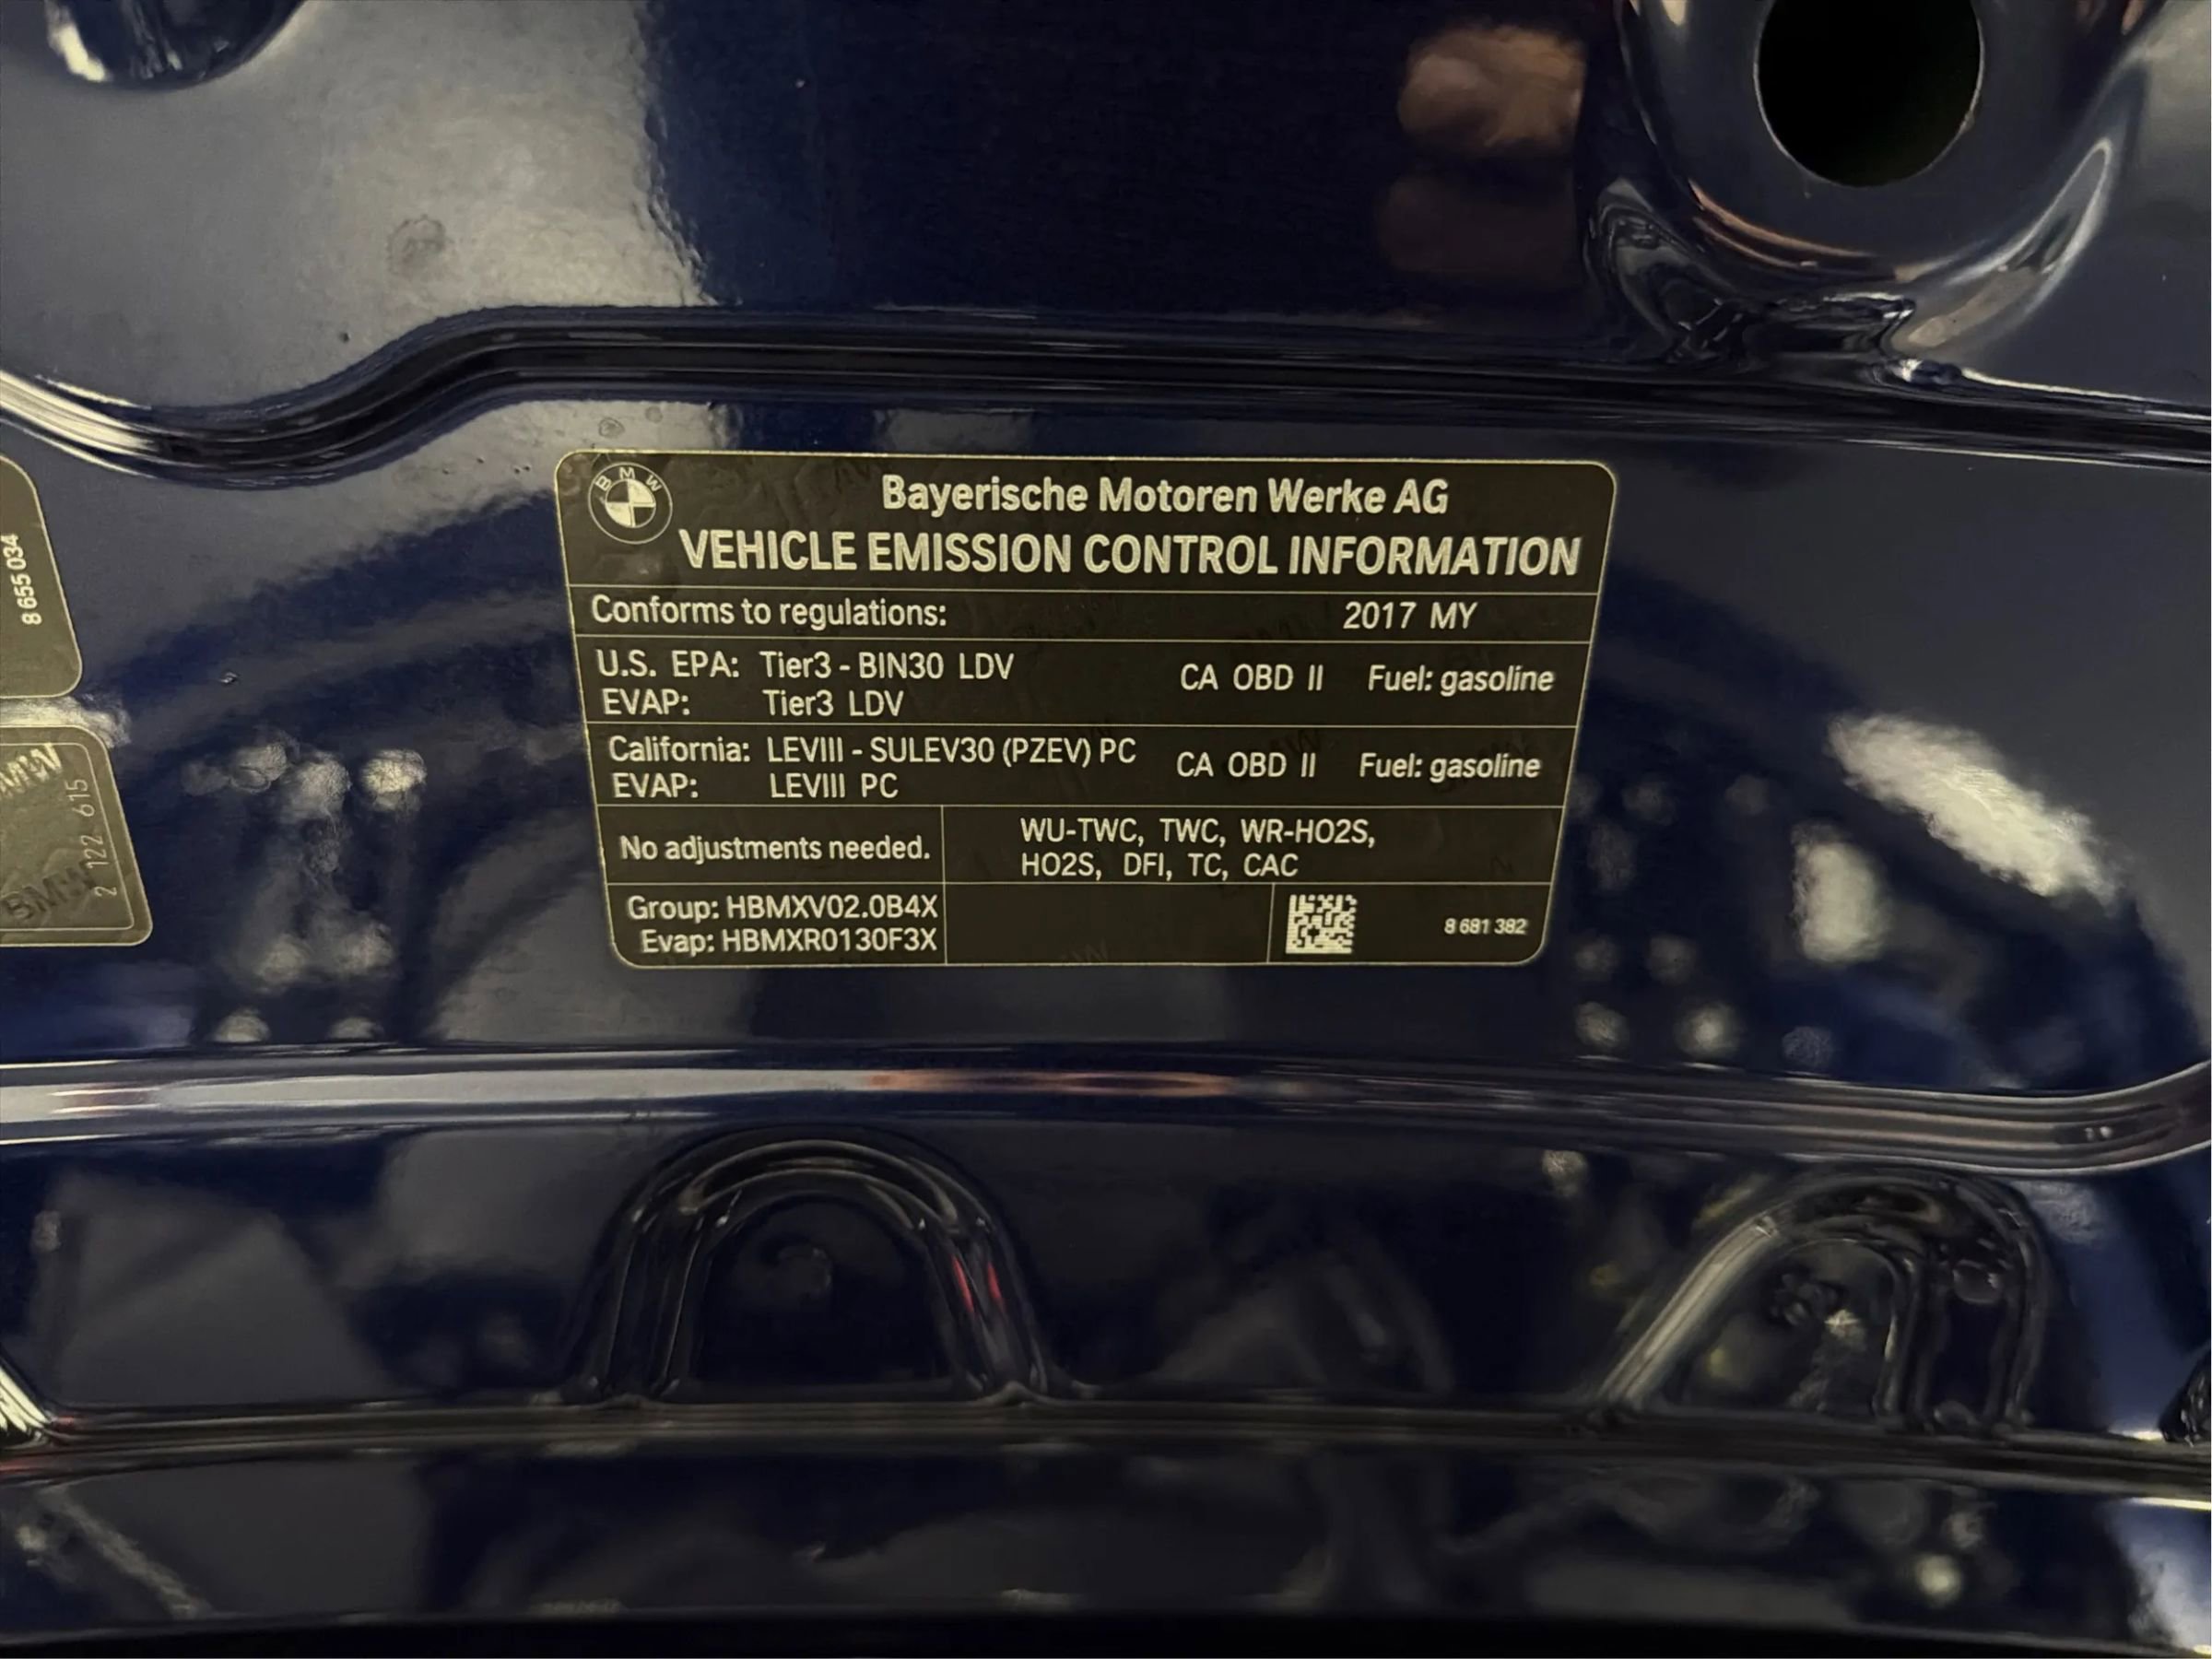 8 655 034
BMW
2 122 615
BMW
BMW
Bayerische Motoren Werke AG
VEHICLE EMISSION CONTROL INFORMATION
Conforms to regulations: 2017 MY
U.S. EPA: Tier3 - BIN30 LDV CA OBD II Fuel: gasoline
EVAP: Tier3 LDV
California: LEVIII - SULEV30 (PZEV) PC CA OBD II Fuel: gasoline
EVAP: LEVIII PC
No adjustments needed.
WU-TWC, TWC, WR-HO2S,
HO2S, DFI, TC, CAC
Group: HBMXV02.0B4X
Evap: HBMXR0130F3X
8 681 382